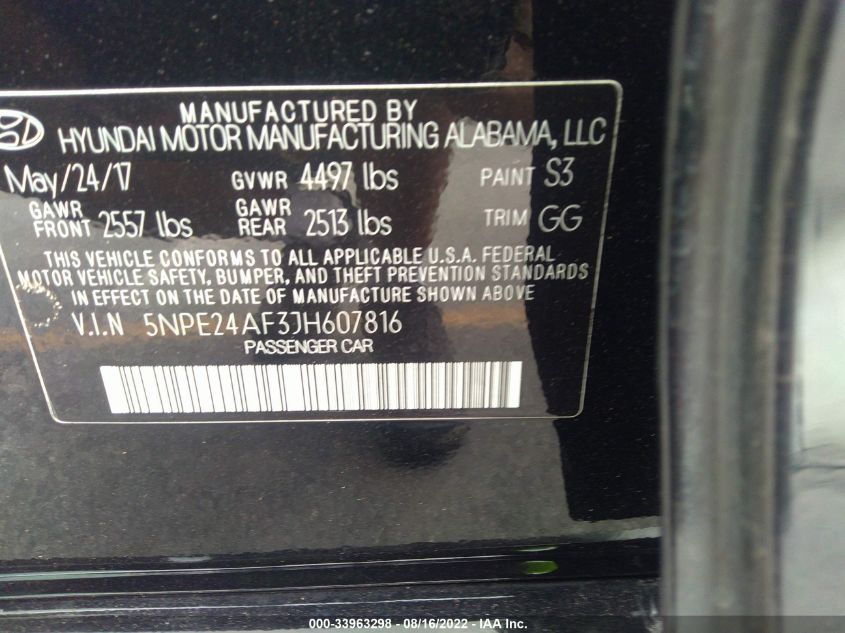 MANUFACTURED BY
HYUNDAI MOTOR MANUFACTURING ALABAMA, LLC
May/24/17 GVWR 4497 lbs PAINT S3
GAWR FRONT 2557 lbs GAWR REAR 2513 lbs TRIM GG
THIS VEHICLE CONFORMS TO ALL APPLICABLE U.S.A. FEDERAL
MOTOR VEHICLE SAFETY, BUMPER, AND THEFT PREVENTION STANDARDS
IN EFFECT ON THE DATE OF MANUFACTURE SHOWN ABOVE
V.I.N 5NPE24AF3JH607816
PASSENGER CAR
000-33963298 - 08/16/2022 - IAA Inc.